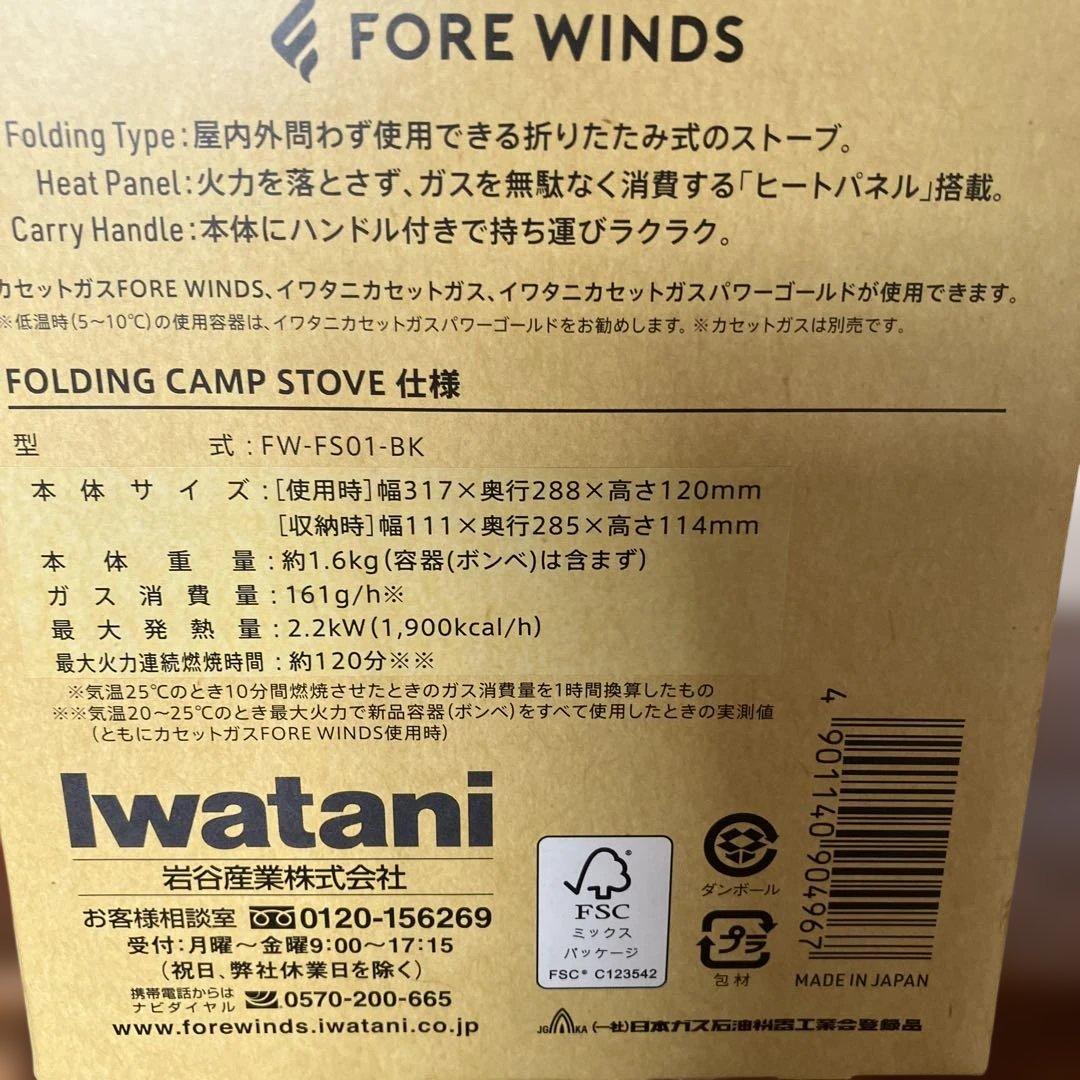 FORE WINDS
Folding Type:屋内外問わず使用できる折りたたみ式のストーブ。
Heat Panel:火力を落とさず、ガスを無駄なく消費する「ヒートパネル」搭載。
Carry Handle:本体にハンドル付きで持ち運びラクラク。
カセットガスFORE WINDS、イワタニカセットガス、イワタニカセットガスパワーゴールドが使用できます。
※低温時(5~10℃)の使用容器は、イワタニカセットガスパワーゴールドをお勧めします。※カセットガスは別売です。
FOLDING CAMP STOVE 仕様
型式:FW-FS01-BK
本体サイズ:[使用時]幅317×奥行288×高さ120mm
[収納時]幅111×奥行285×高さ114mm
本体重量:約1.6kg(容器(ボンベ)は含まず)
ガス消費量:161g/h※
最大発熱量:2.2kW(1,900kcal/h)
最大火力連続燃焼時間:約120分※※
※気温25℃のとき10分間燃焼させたときのガス消費量を1時間換算したもの
※※気温20~25℃のとき最大火力で新品容器(ボンベ)をすべて使用したときの実測値
(ともにカセットガスFORE WINDS使用時)
Iwatani
岩谷産業株式会社
お客様相談室 0120-156269
受付:月曜~金曜9:00~17:15
(祝日、弊社休業日を除く)
携帯電話からは
ナビダイヤル 0570-200-665
www.forewinds.iwatani.co.jp
FSC
ミックス
パッケージ
FSC® C123542
ダンボール
プラ
包材
4 901140 904967
MADE IN JAPAN
JGKA (一社)日本ガス石油機器工業会登録品